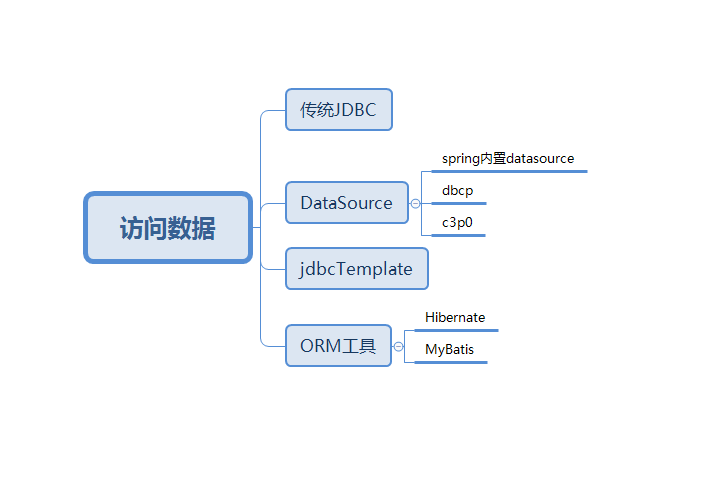 访问数据
传统JDBC
DataSource
spring内置datasource
dbcp
c3p0
jdbcTemplate
ORM工具
Hibernate
MyBatis